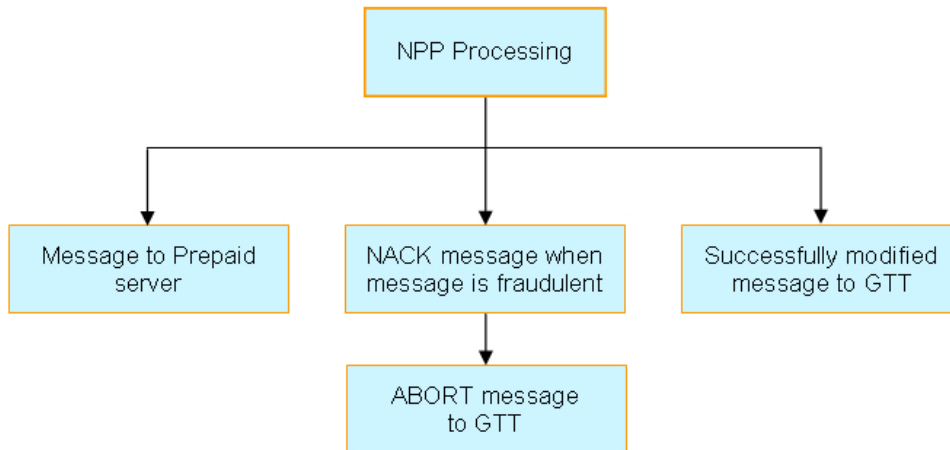 NPP Processing
Message to Prepaid
server
NACK message when
message is fraudulent
Successfully modified
message to GTT
ABORT message
to GTT